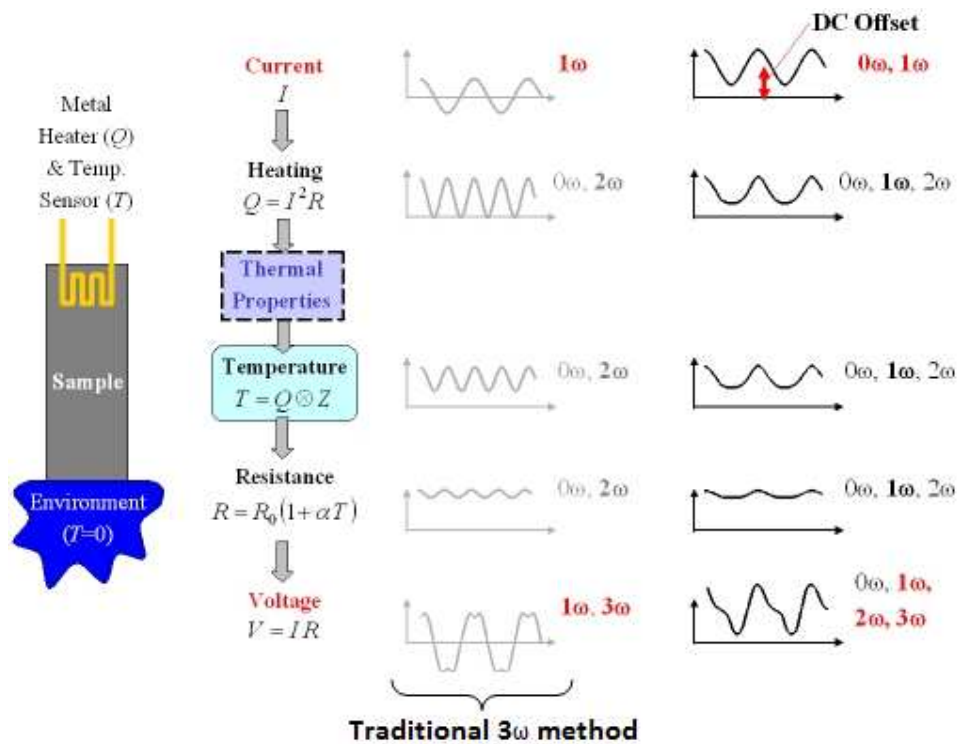 DC Offset
Current
I
1ω
0ω, 1ω
Metal
Heater (Q)
& Temp.
Sensor (T)
Heating
Q = I²R
0ω, 2ω
0ω, 1ω, 2ω
Thermal
Properties
Temperature
T = Q ⊗ Z
0ω, 2ω
0ω, 1ω, 2ω
Sample
Resistance
R = R₀(1 + αT)
0ω, 2ω
0ω, 1ω, 2ω
Environment
(T=0)
Voltage
V = I R
1ω, 3ω
0ω, 1ω,
2ω, 3ω
Traditional 3ω method